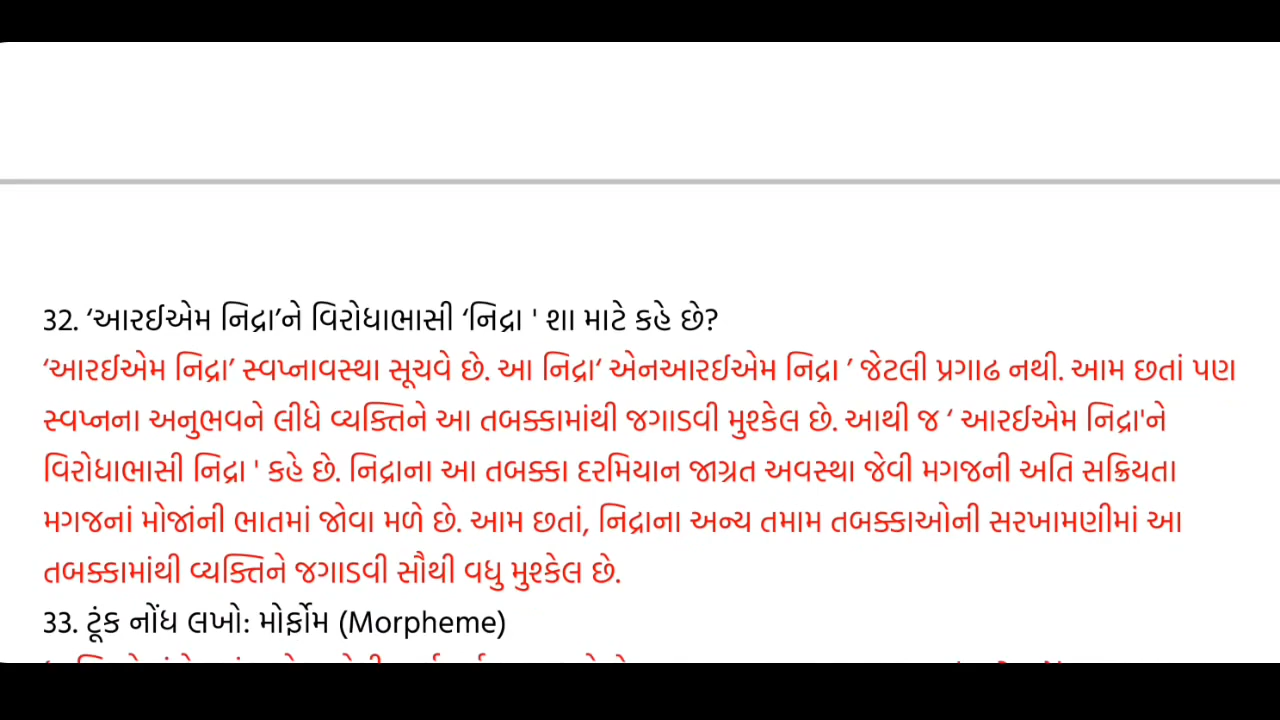 32. ‘આરઈએમ નિદ્રા’ને વિરોધાભાસી ‘નિદ્રા ' શા માટે કહે છે?
‘આરઈએમ નિદ્રા’ સ્વપ્નાવસ્થા સૂચવે છે. આ નિદ્રા‘ એનઆરઈએમ નિદ્રા ’ જેટલી પ્રગાઢ નથી. આમ છતાં પણ
સ્વપ્નના અનુભવને લીધે વ્યક્તિને આ તબક્કામાંથી જગાડવી મુશ્કેલ છે. આથી જ ‘ આરઈએમ નિદ્રા'ને
વિરોધાભાસી નિદ્રા ' કહે છે. નિદ્રાના આ તબક્કા દરમિયાન જાગ્રત અવસ્થા જેવી મગજની અતિ સક્રિયતા
મગજનાં મોજાંની ભાતમાં જોવા મળે છે. આમ છતાં, નિદ્રાના અન્ય તમામ તબક્કાઓની સરખામણીમાં આ
તબક્કામાંથી વ્યક્તિને જગાડવી સૌથી વધુ મુશ્કેલ છે.
33. ટૂંક નોંધ લખો: મોર્ફોમ (Morpheme)